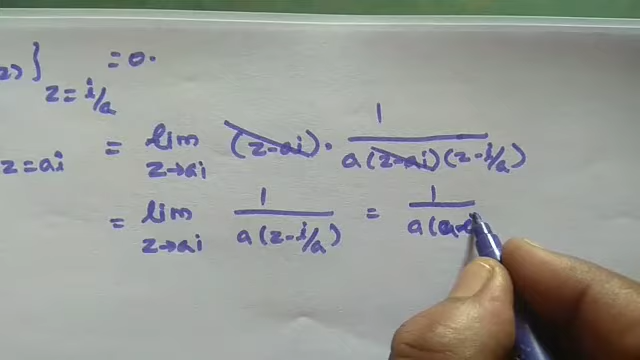 z)} = 0.
z = i/a
z = ai = lim z→ai (z-ai) · 1 / a(z-ai)(z-i/a)
= lim z→ai 1 / a(z-i/a) = 1 / a(a